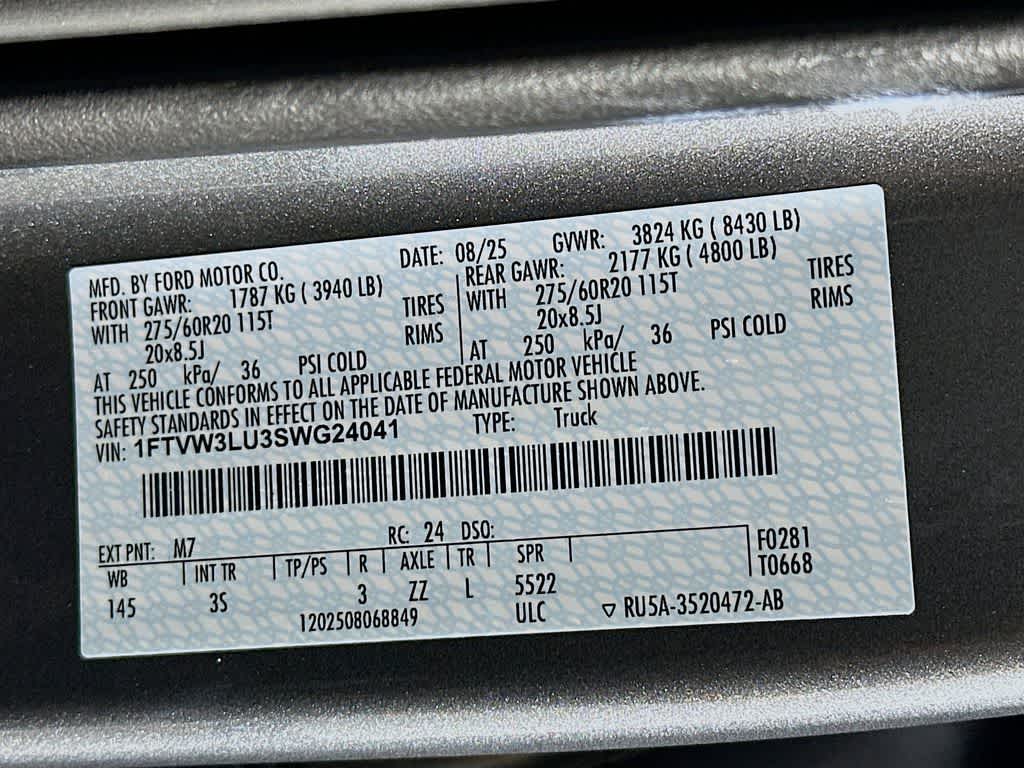 MFD. BY FORD MOTOR CO. DATE: 08/25 GVWR: 3824 KG ( 8430 LB)
FRONT GAWR: 1787 KG ( 3940 LB) REAR GAWR: 2177 KG ( 4800 LB)
WITH 275/60R20 115T TIRES WITH 275/60R20 115T TIRES
20x8.5J RIMS 20x8.5J RIMS
AT 250 kPa/ 36 PSI COLD AT 250 kPa/ 36 PSI COLD
THIS VEHICLE CONFORMS TO ALL APPLICABLE FEDERAL MOTOR VEHICLE
SAFETY STANDARDS IN EFFECT ON THE DATE OF MANUFACTURE SHOWN ABOVE.
VIN: 1FTVW3LU3SWG24041 TYPE: Truck
EXT PNT: M7 RC: 24 DSO: F0281
WB INT TR TP/PS R AXLE TR SPR T0668
145 3S 3 ZZ L 5522
1202508068849 ULC ▽ RU5A-3520472-AB